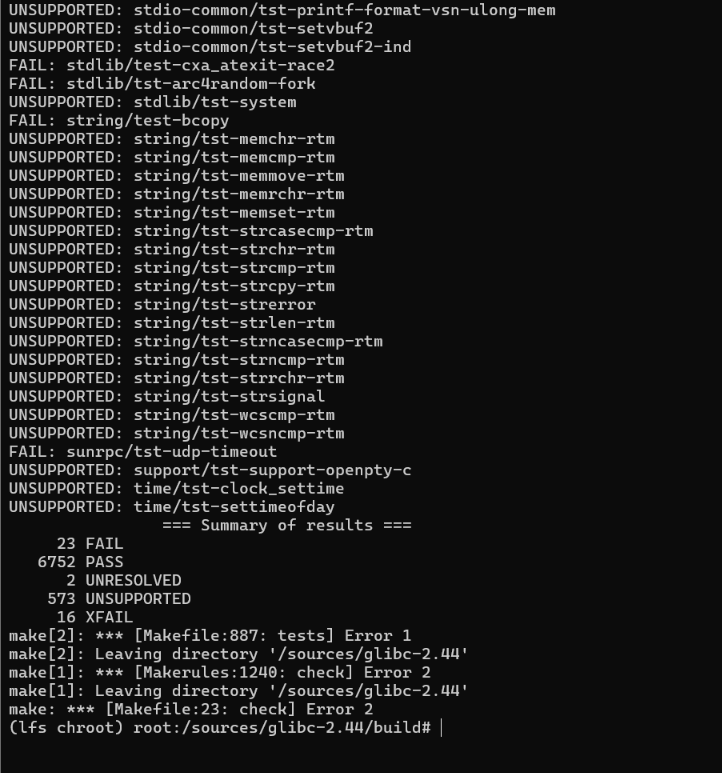 UNSUPPORTED: stdio-common/tst-printf-format-vsn-ulong-mem
UNSUPPORTED: stdio-common/tst-setvbuf2
UNSUPPORTED: stdio-common/tst-setvbuf2-ind
FAIL: stdlib/test-cxa_atexit-race2
FAIL: stdlib/tst-arc4random-fork
UNSUPPORTED: stdlib/tst-system
FAIL: string/test-bcopy
UNSUPPORTED: string/tst-memchr-rtm
UNSUPPORTED: string/tst-memcmp-rtm
UNSUPPORTED: string/tst-memmove-rtm
UNSUPPORTED: string/tst-memrchr-rtm
UNSUPPORTED: string/tst-memset-rtm
UNSUPPORTED: string/tst-strcasecmp-rtm
UNSUPPORTED: string/tst-strchr-rtm
UNSUPPORTED: string/tst-strcmp-rtm
UNSUPPORTED: string/tst-strcpy-rtm
UNSUPPORTED: string/tst-strerror
UNSUPPORTED: string/tst-strlen-rtm
UNSUPPORTED: string/tst-strncasecmp-rtm
UNSUPPORTED: string/tst-strncmp-rtm
UNSUPPORTED: string/tst-strrchr-rtm
UNSUPPORTED: string/tst-strsignal
UNSUPPORTED: string/tst-wcscmp-rtm
UNSUPPORTED: string/tst-wcsncmp-rtm
FAIL: sunrpc/tst-udp-timeout
UNSUPPORTED: support/tst-support-openpty-c
UNSUPPORTED: time/tst-clock_settime
UNSUPPORTED: time/tst-settimeofday
=== Summary of results ===
23 FAIL
6752 PASS
2 UNRESOLVED
573 UNSUPPORTED
16 XFAIL
make[2]: *** [Makefile:887: tests] Error 1
make[2]: Leaving directory '/sources/glibc-2.44'
make[1]: *** [Makerules:1240: check] Error 2
make[1]: Leaving directory '/sources/glibc-2.44'
make: *** [Makefile:23: check] Error 2
(lfs chroot) root:/sources/glibc-2.44/build#